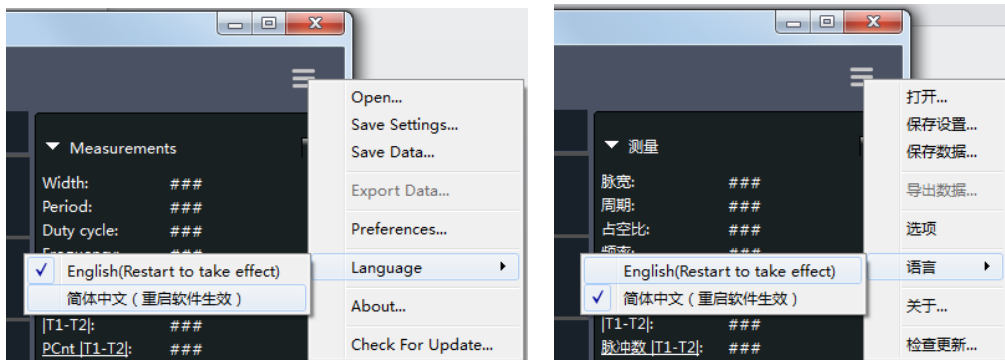 Open...
Save Settings...
Save Data...
Export Data...
Preferences...
Language
About...
Check For Update...
Measurements
Width: ###
Period: ###
Duty cycle: ###
Frequency: ###
English(Restart to take effect)
简体中文（重启软件生效）
|T1-T2|: ###
PCnt |T1-T2|: ###
打开...
保存设置...
保存数据...
导出数据...
选项
语言
关于...
检查更新...
测量
脉宽: ###
周期: ###
占空比: ###
频率: ###
English(Restart to take effect)
简体中文（重启软件生效）
|T1-T2|: ###
脉冲数 |T1-T2|: ###